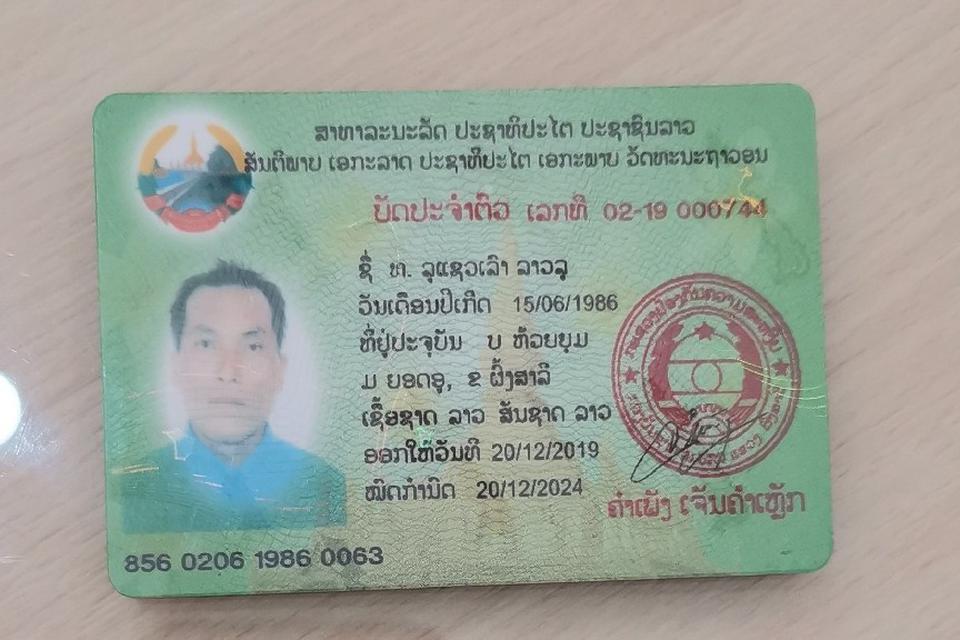 ສາທາລະນະລັດ ປະຊາທິປະໄຕ ປະຊາຊົນລາວ
ສັນຕິພາບ ເອກະລາດ ປະຊາທິປະໄຕ ເອກະພາບ ວັດທະນະຖາວອນ
ບັດປະຈຳຕົວ ເລກທີ 02-19 000744
ຊື່ ທ. ລຸແຊວເລົາ ລາວລຸ
ວັນເດືອນປີເກີດ 15/06/1986
ທີ່ຢູ່ປະຈຸບັນ ບ ຫ້ວຍຍຸມ
ມ ຍອດອູ, ຂ ຜົ້ງສາລີ
ເຊື້ອຊາດ ລາວ ສັນຊາດ ລາວ
ອອກໃຫ້ວັນທີ 20/12/2019
ໝົດກຳນົດ 20/12/2024
ຄຳເພັງ ເຈັນຄຳເຫຼັກ
856 0206 1986 0063